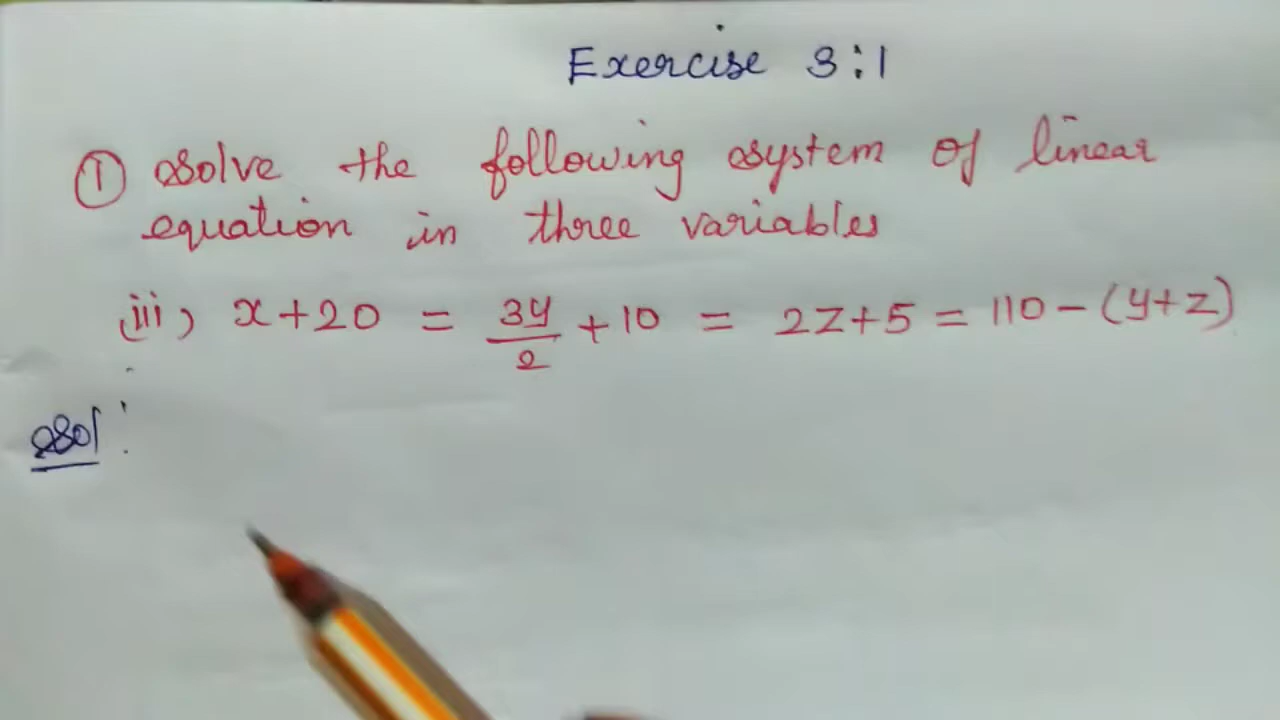 Exercise 3:1
① solve the following system of linear
equation in three variables
(iii) x+20 = 3y/2 +10 = 2z+5 = 110-(y+z)
sol: